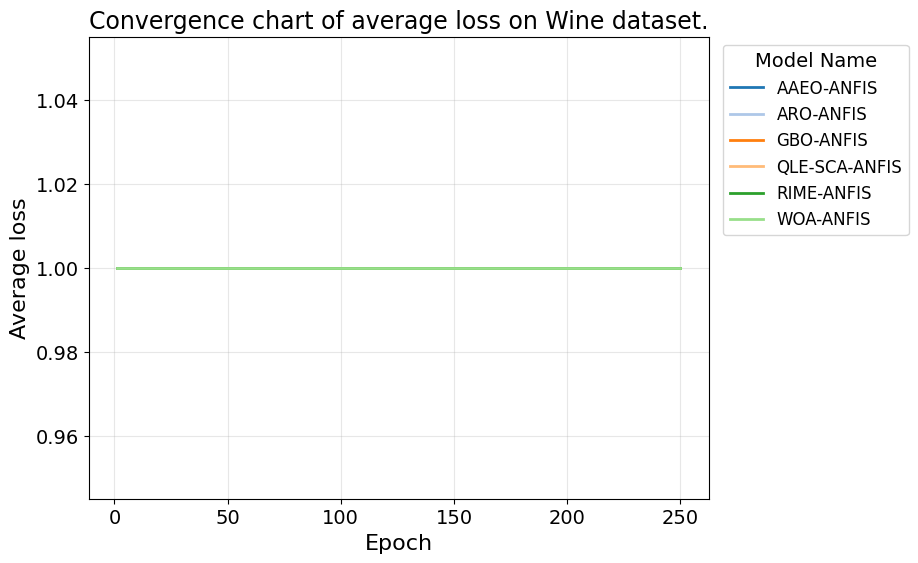 Convergence chart of average loss on Wine dataset.
Model Name
AAEO-ANFIS
ARO-ANFIS
GBO-ANFIS
QLE-SCA-ANFIS
RIME-ANFIS
WOA-ANFIS
Average loss
1.04
1.02
1.00
0.98
0.96
0
50
100
150
200
250
Epoch